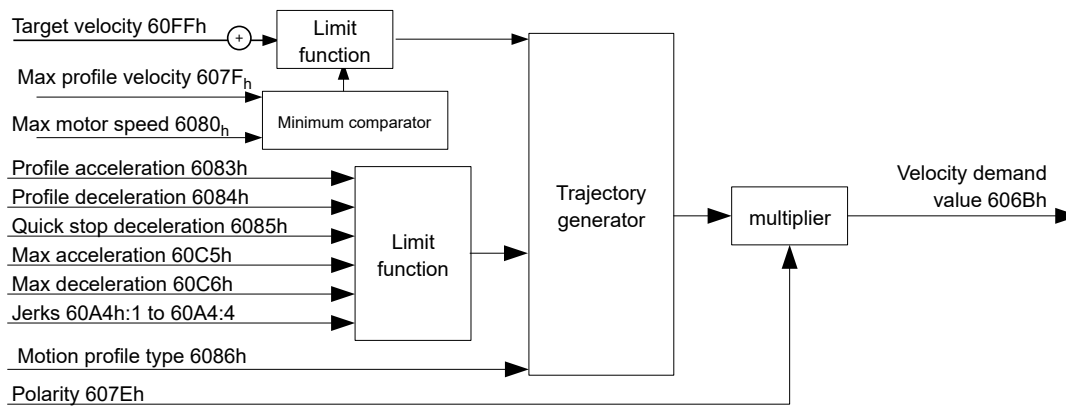 Target velocity 60FFh
+
Limit
function
Max profile velocity 607Fh
Max motor speed 6080h
Minimum comparator
Profile acceleration 6083h
Profile deceleration 6084h
Quick stop deceleration 6085h
Max acceleration 60C5h
Max deceleration 60C6h
Jerks 60A4h:1 to 60A4:4
Limit
function
Motion profile type 6086h
Polarity 607Eh
Trajectory
generator
multiplier
Velocity demand
value 606Bh